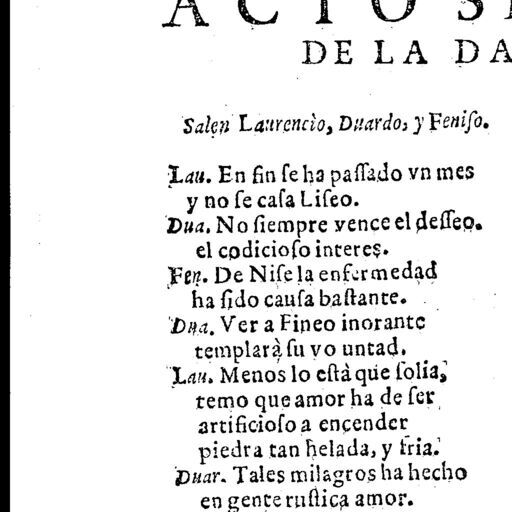 ACTO S
DE LA DA
Salen Laurencio, Duardo, y Feniſo.
Lau. En fin ſe ha paſſado vn mes
y no ſe caſa Liſeo.
Dua. No ſiempre vence el deſſeo.
el codicioſo interes.
Fen. De Niſe la enfermedad
ha ſido cauſa baſtante.
Dua. Ver a Fineo inorante
templarà ſu vo untad.
Lau. Menos lo eſtà que ſolia,
temo que amor ha de ſer
artificioſo a encender
piedra tan helada, y fria.
Duar. Tales milagros ha hecho
en gente ruſtica amor.